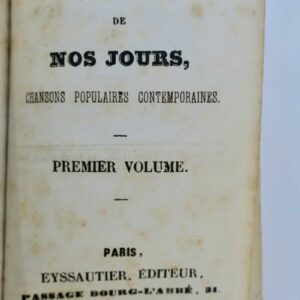 DE
NOS JOURS,
CHANSONS POPULAIRES CONTEMPORAINES.
PREMIER VOLUME.
PARIS,
EYSSAUTIER, ÉDITEUR,
PASSAGE BOURG-L'ABBÉ, 31.